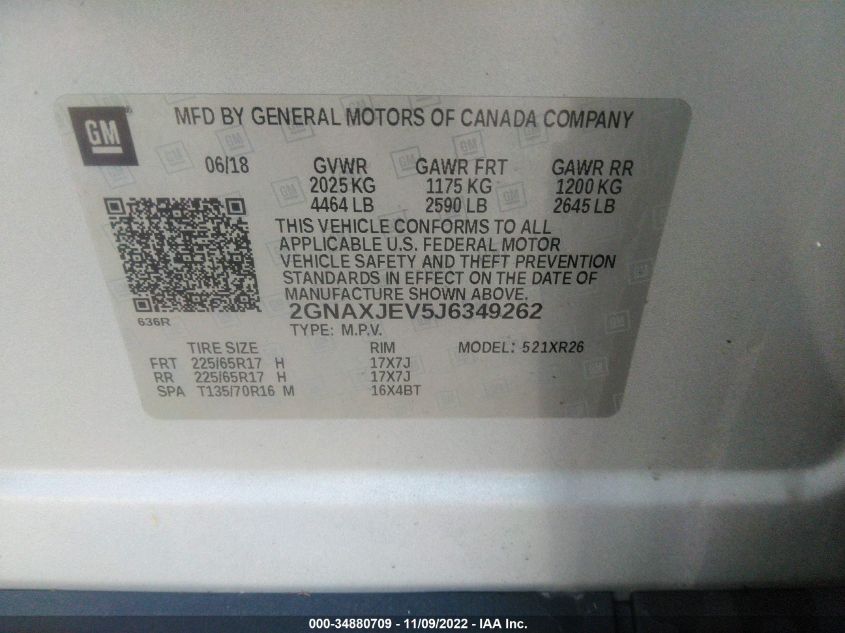 GM
MFD BY GENERAL MOTORS OF CANADA COMPANY
06/18 GVWR GAWR FRT GAWR RR
2025 KG 1175 KG 1200 KG
4464 LB 2590 LB 2645 LB
THIS VEHICLE CONFORMS TO ALL
APPLICABLE U.S. FEDERAL MOTOR
VEHICLE SAFETY AND THEFT PREVENTION
STANDARDS IN EFFECT ON THE DATE OF
MANUFACTURE SHOWN ABOVE.
636R
2GNAXJEV5J6349262
TYPE: M.P.V.
TIRE SIZE RIM MODEL: 521XR26
FRT 225/65R17 H 17X7J
RR 225/65R17 H 17X7J
SPA T135/70R16 M 16X4BT
000-34880709 - 11/09/2022 - IAA Inc.